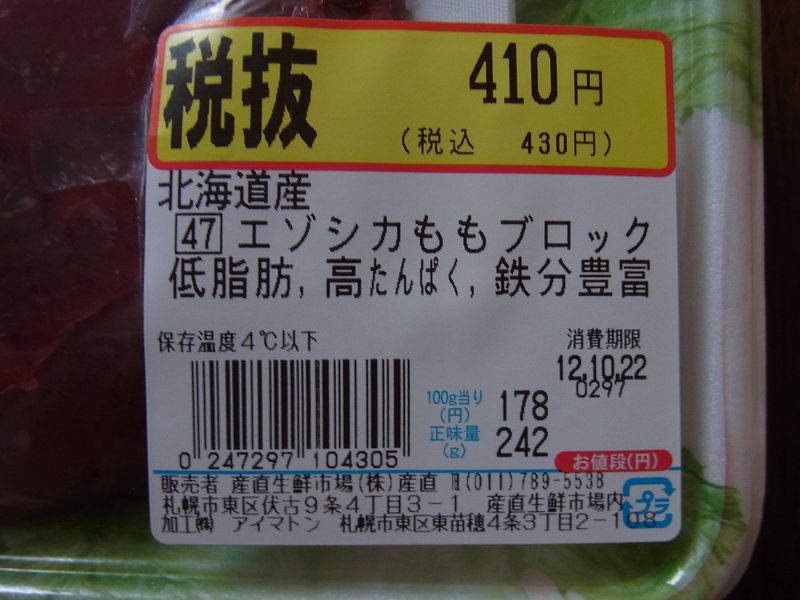 税抜 410円
(税込 430円)
北海道産
47 エゾシカももブロック
低脂肪,高たんぱく,鉄分豊富
保存温度4℃以下
消費期限
12.10.22
0297
100g当り
(円) 178
正味量
(g) 242
0 247297 104305
お値段(円)
販売者 産直生鮮市場(株)産直 ℡(011)789-5538
札幌市東区伏古9条4丁目3-1 産直生鮮市場内
加工㈱ アイマトン 札幌市東区東苗穂4条3丁目2-108
プラ